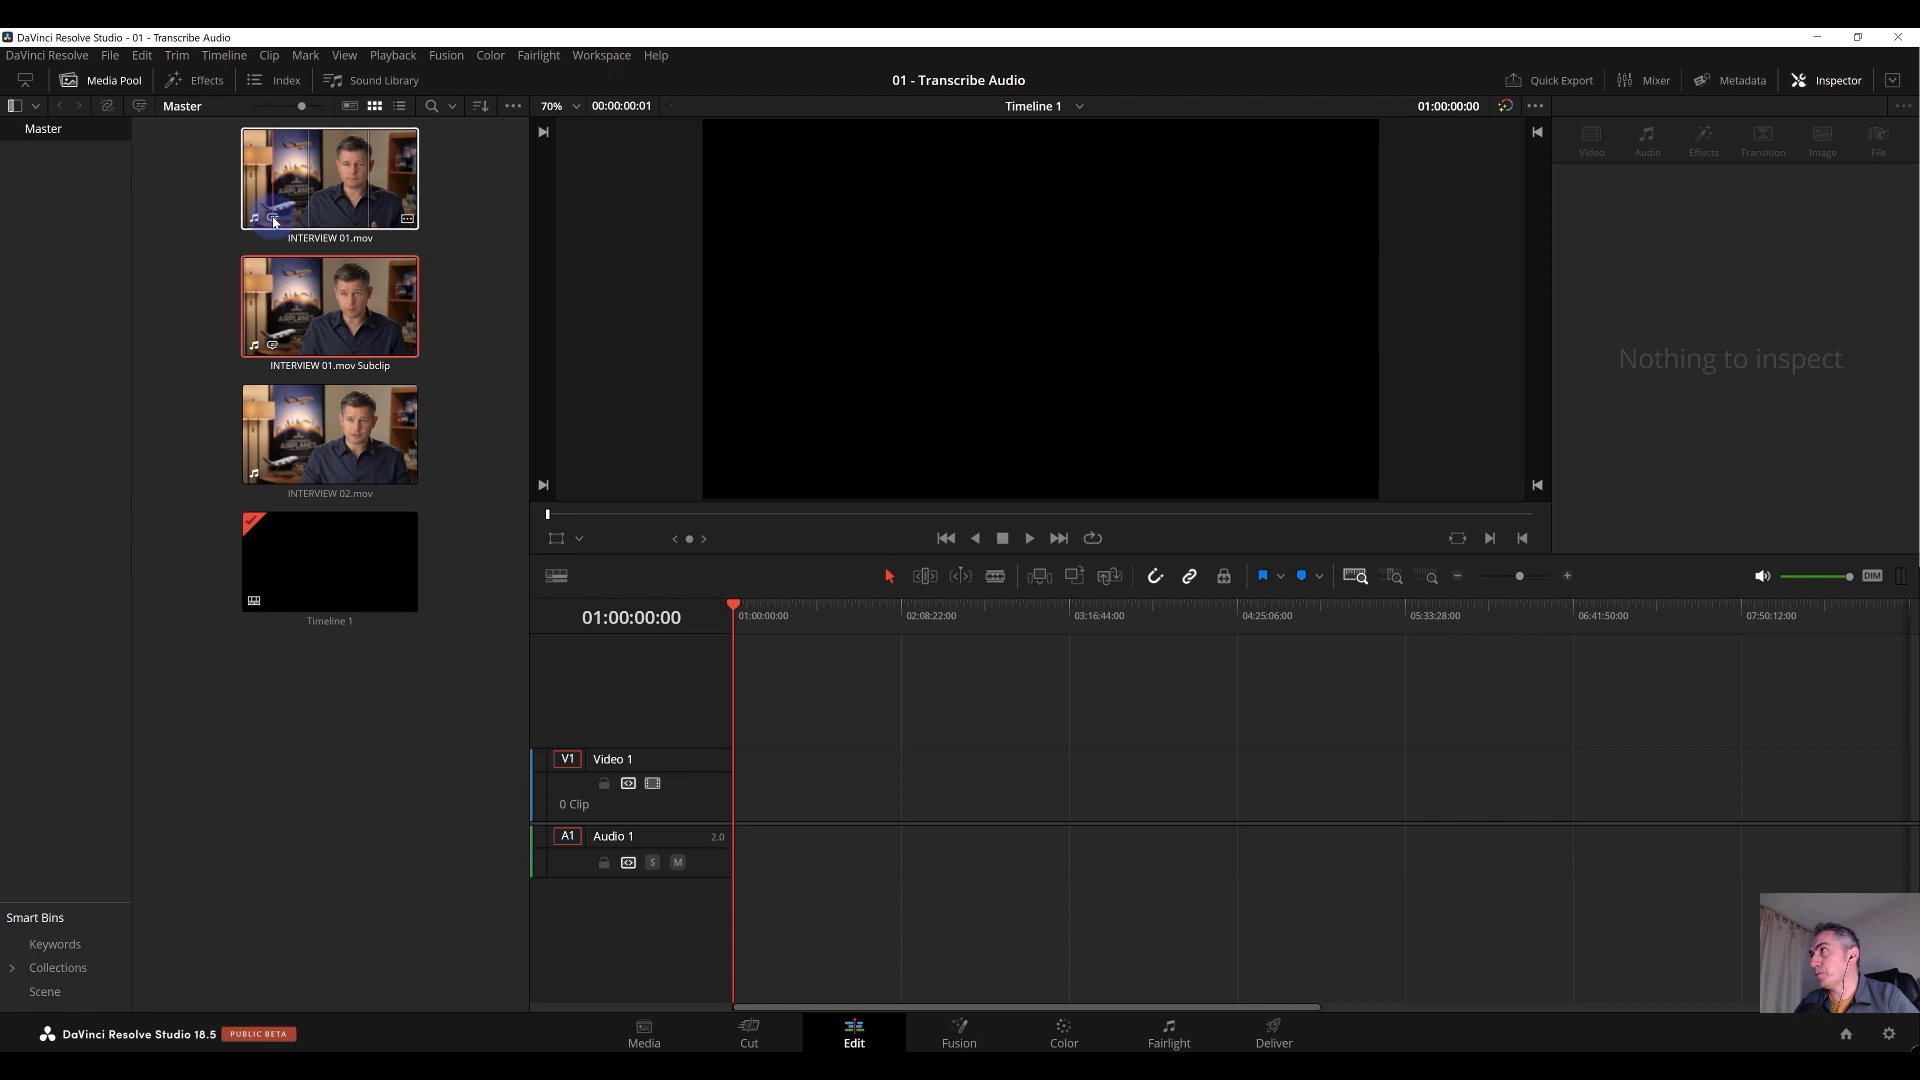 DaVinci Resolve Studio - 01 - Transcribe Audio
DaVinci Resolve File Edit Trim Timeline Clip Mark View Playback Fusion Color Fairlight Workspace Help
Media Pool Effects Index Sound Library 01 - Transcribe Audio Quick Export Mixer Metadata Inspector
Master 70% 00:00:00:01 Timeline 1 01:00:00:00
Master
Video Audio Effects Transition Image File
INTERVIEW 01.mov
INTERVIEW 01.mov Subclip
Nothing to inspect
INTERVIEW 02.mov
Timeline 1
DIM
01:00:00:00
01:00:00:00 02:08:22:00 03:16:44:00 04:25:06:00 05:33:28:00 06:41:50:00 07:50:12:00
V1 Video 1
0 Clip
A1 Audio 1 2.0
S M
Smart Bins
Keywords
Collections
Scene
DaVinci Resolve Studio 18.5 PUBLIC BETA
Media Cut Edit Fusion Color Fairlight Deliver